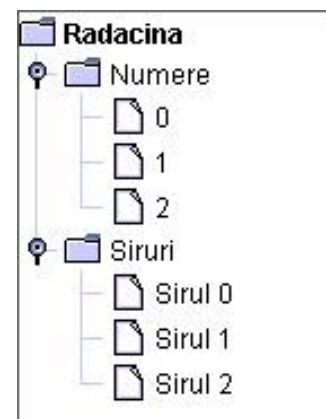 Radacina
Numere
0
1
2
Siruri
Sirul 0
Sirul 1
Sirul 2